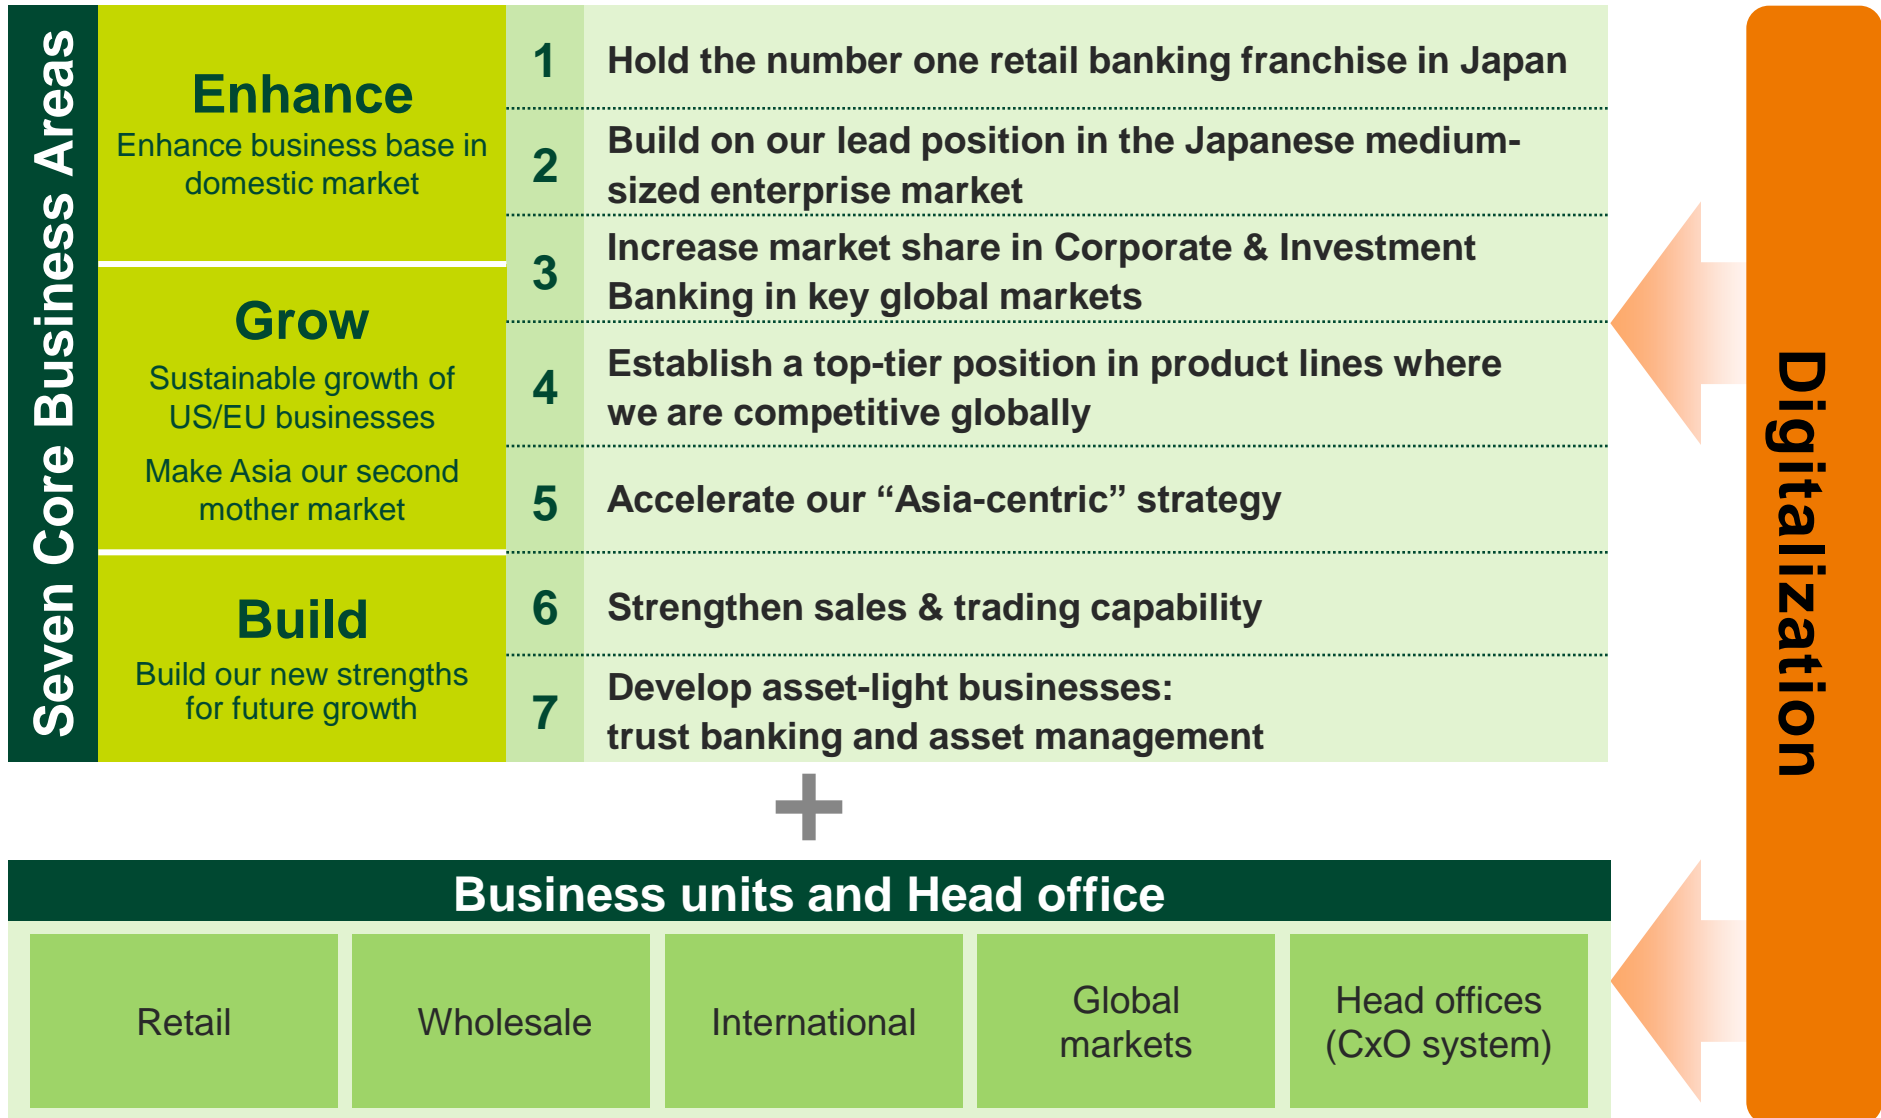 Seven Core Business Areas
Enhance
Enhance business base in
domestic market
Grow
Sustainable growth of
US/EU businesses
Make Asia our second
mother market
Build
Build our new strengths
for future growth
1
Hold the number one retail banking franchise in Japan
2
Build on our lead position in the Japanese medium-
sized enterprise market
3
Increase market share in Corporate & Investment
Banking in key global markets
4
Establish a top-tier position in product lines where
we are competitive globally
5
Accelerate our “Asia-centric” strategy
6
Strengthen sales & trading capability
7
Develop asset-light businesses:
trust banking and asset management
+
Business units and Head office
Retail
Wholesale
International
Global
markets
Head offices
(CxO system)
Digitalization